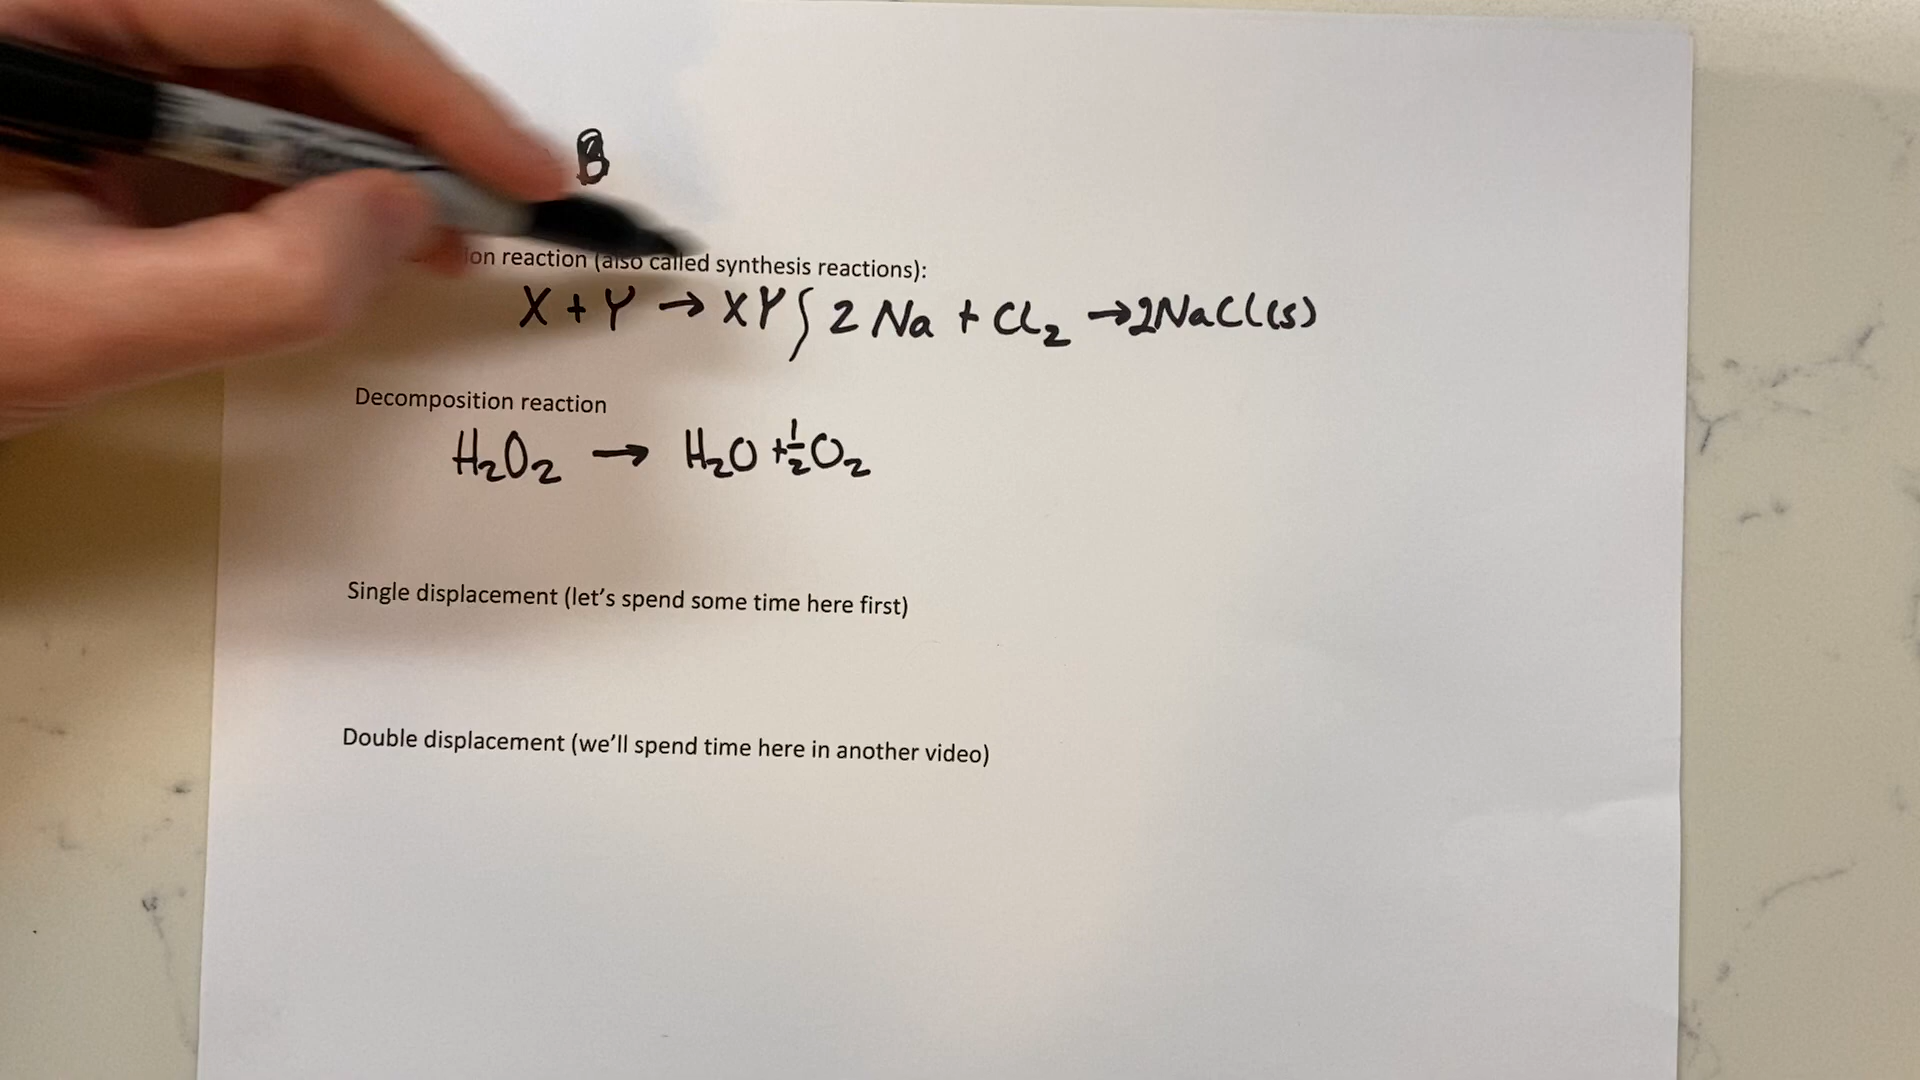 B
reaction (also called synthesis reactions):
X + Y → XY ∫ 2 Na + Cl₂ → 2NaCl(s)
Decomposition reaction
H₂O₂ → H₂O + ½O₂
Single displacement (let's spend some time here first)
Double displacement (we'll spend time here in another video)